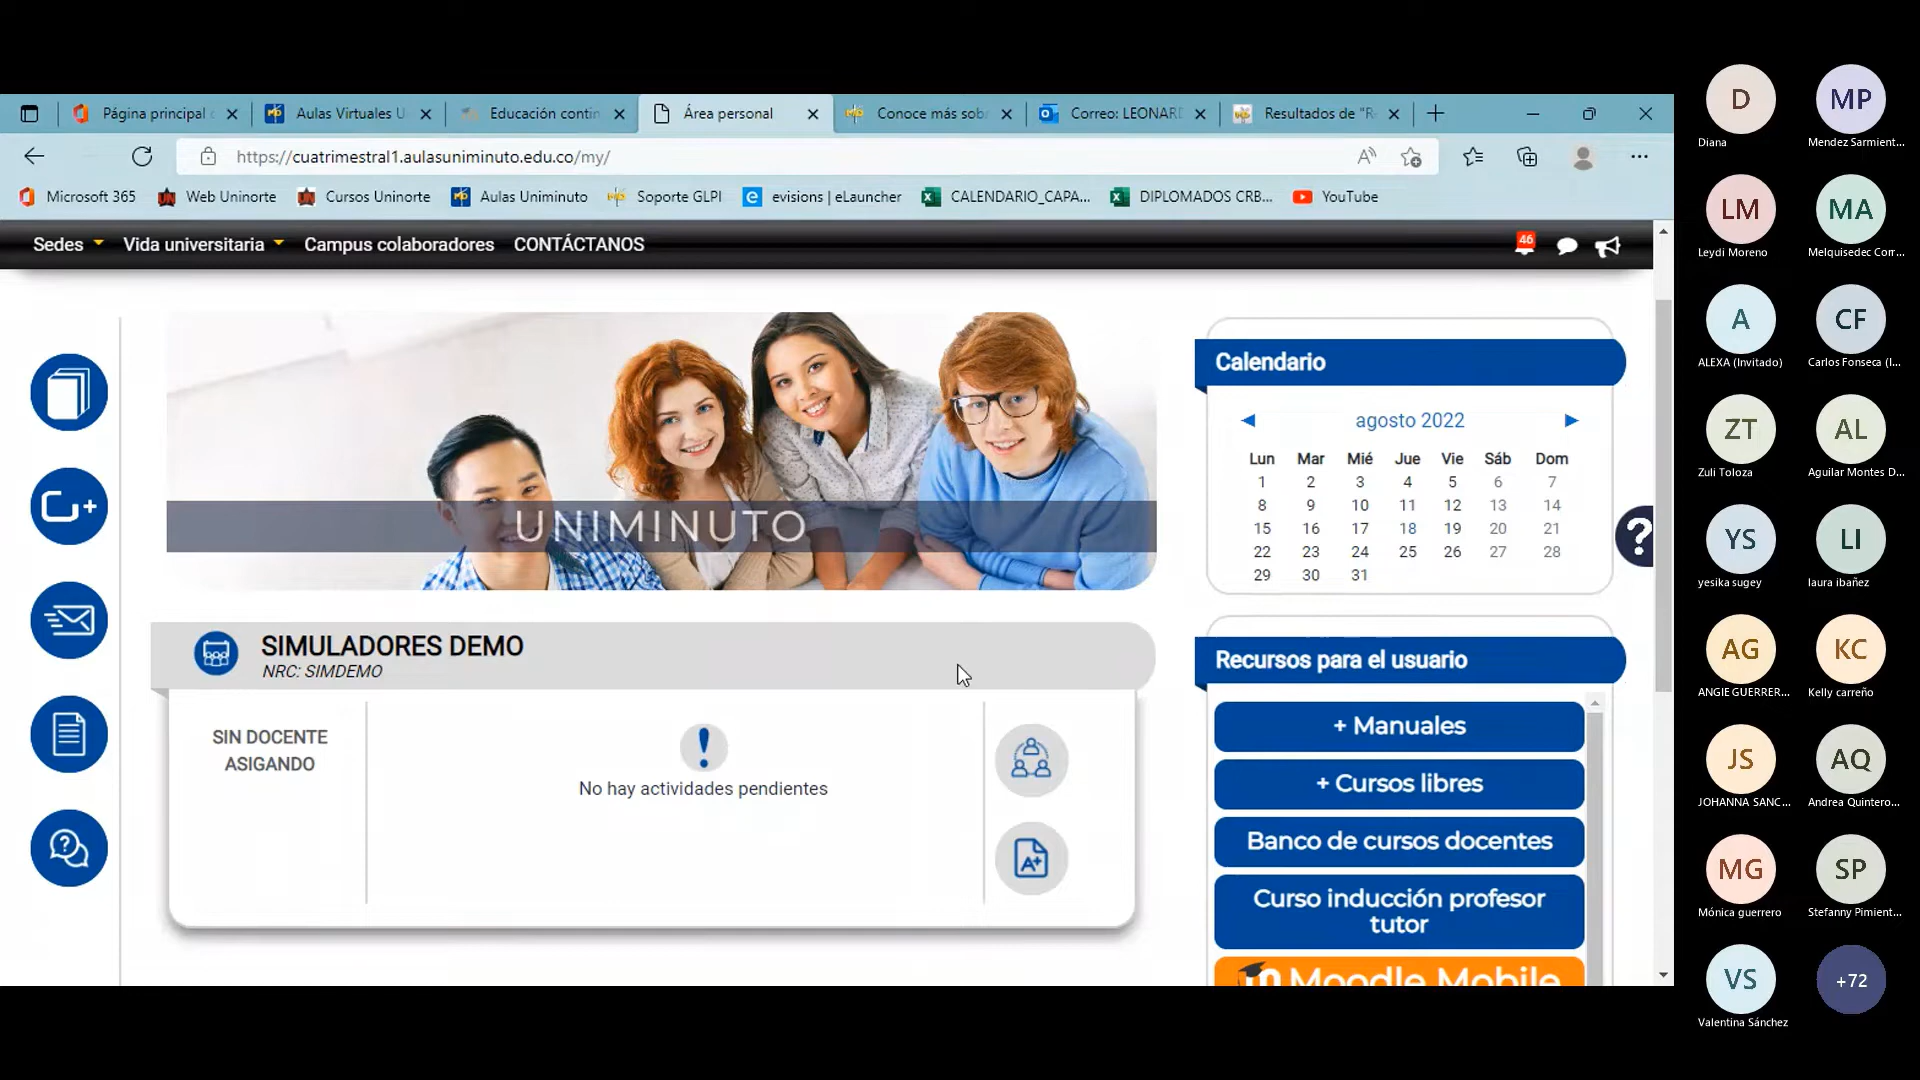 Página principal
Aulas Virtuales U
Educación contin
Área personal
Conoce más sob
Correo: LEONAR
Resultados de "R
https://cuatrimestral1.aulasuniminuto.edu.co/my/
Microsoft 365
Web Uninorte
Cursos Uninorte
Aulas Uniminuto
Soporte GLPI
evisions | eLauncher
CALENDARIO_CAPA...
DIPLOMADOS CRB...
YouTube
Sedes
Vida universitaria
Campus colaboradores
CONTÁCTANOS
46
UNIMINUTO
SIMULADORES DEMO
NRC: SIMDEMO
SIN DOCENTE
ASIGANDO
!
No hay actividades pendientes
A+
Calendario
◄ agosto 2022 ►
Lun Mar Mié Jue Vie Sáb Dom
1 2 3 4 5 6 7
8 9 10 11 12 13 14
15 16 17 18 19 20 21
22 23 24 25 26 27 28
29 30 31
?
Recursos para el usuario
+ Manuales
+ Cursos libres
Banco de cursos docentes
Curso inducción profesor
tutor
Moodle Mobile
D MP
Diana Mendez Sarmient...
LM MA
Leydi Moreno Melquisedec Corr...
A CF
ALEXA (Invitado) Carlos Fonseca (I...
ZT AL
Zuli Toloza Aguilar Montes D...
YS LI
yesika sugey laura ibañez
AG KC
ANGIE GUERRER... Kelly carreño
JS AQ
JOHANNA SANC... Andrea Quintero...
MG SP
Mónica guerrero Stefanny Pimient...
VS +72
Valentina Sánchez